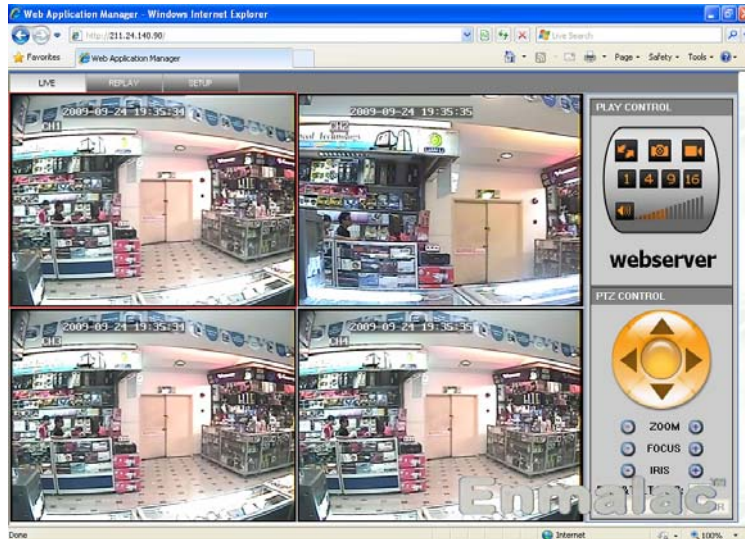 Web Application Manager - Windows Internet Explorer
http://211.24.140.90/
Live Search
Favorites
Web Application Manager
Page
Safety
Tools
LIVE
REPLAY
SETUP
2009-09-24 19:35:34
CH1
2009-09-24 19:35:35
CH2
PLAY CONTROL
1 4 9 16
webserver
2009-09-24 19:35:34
CH3
2009-09-24 19:35:35
CH4
PTZ CONTROL
ZOOM
FOCUS
IRIS
Enmalac
Done
Internet
100%